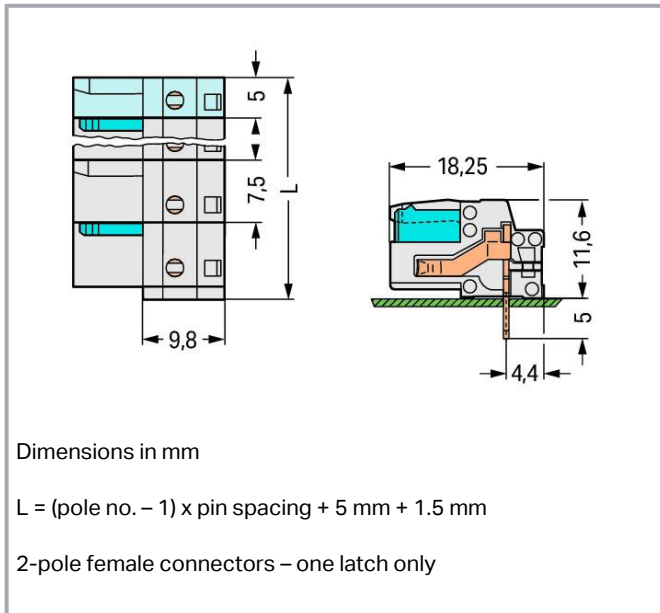 5
7,5
L
9,8
18,25
11,6
5
4,4
Dimensions in mm
L = (pole no. – 1) x pin spacing + 5 mm + 1.5 mm
2-pole female connectors – one latch only